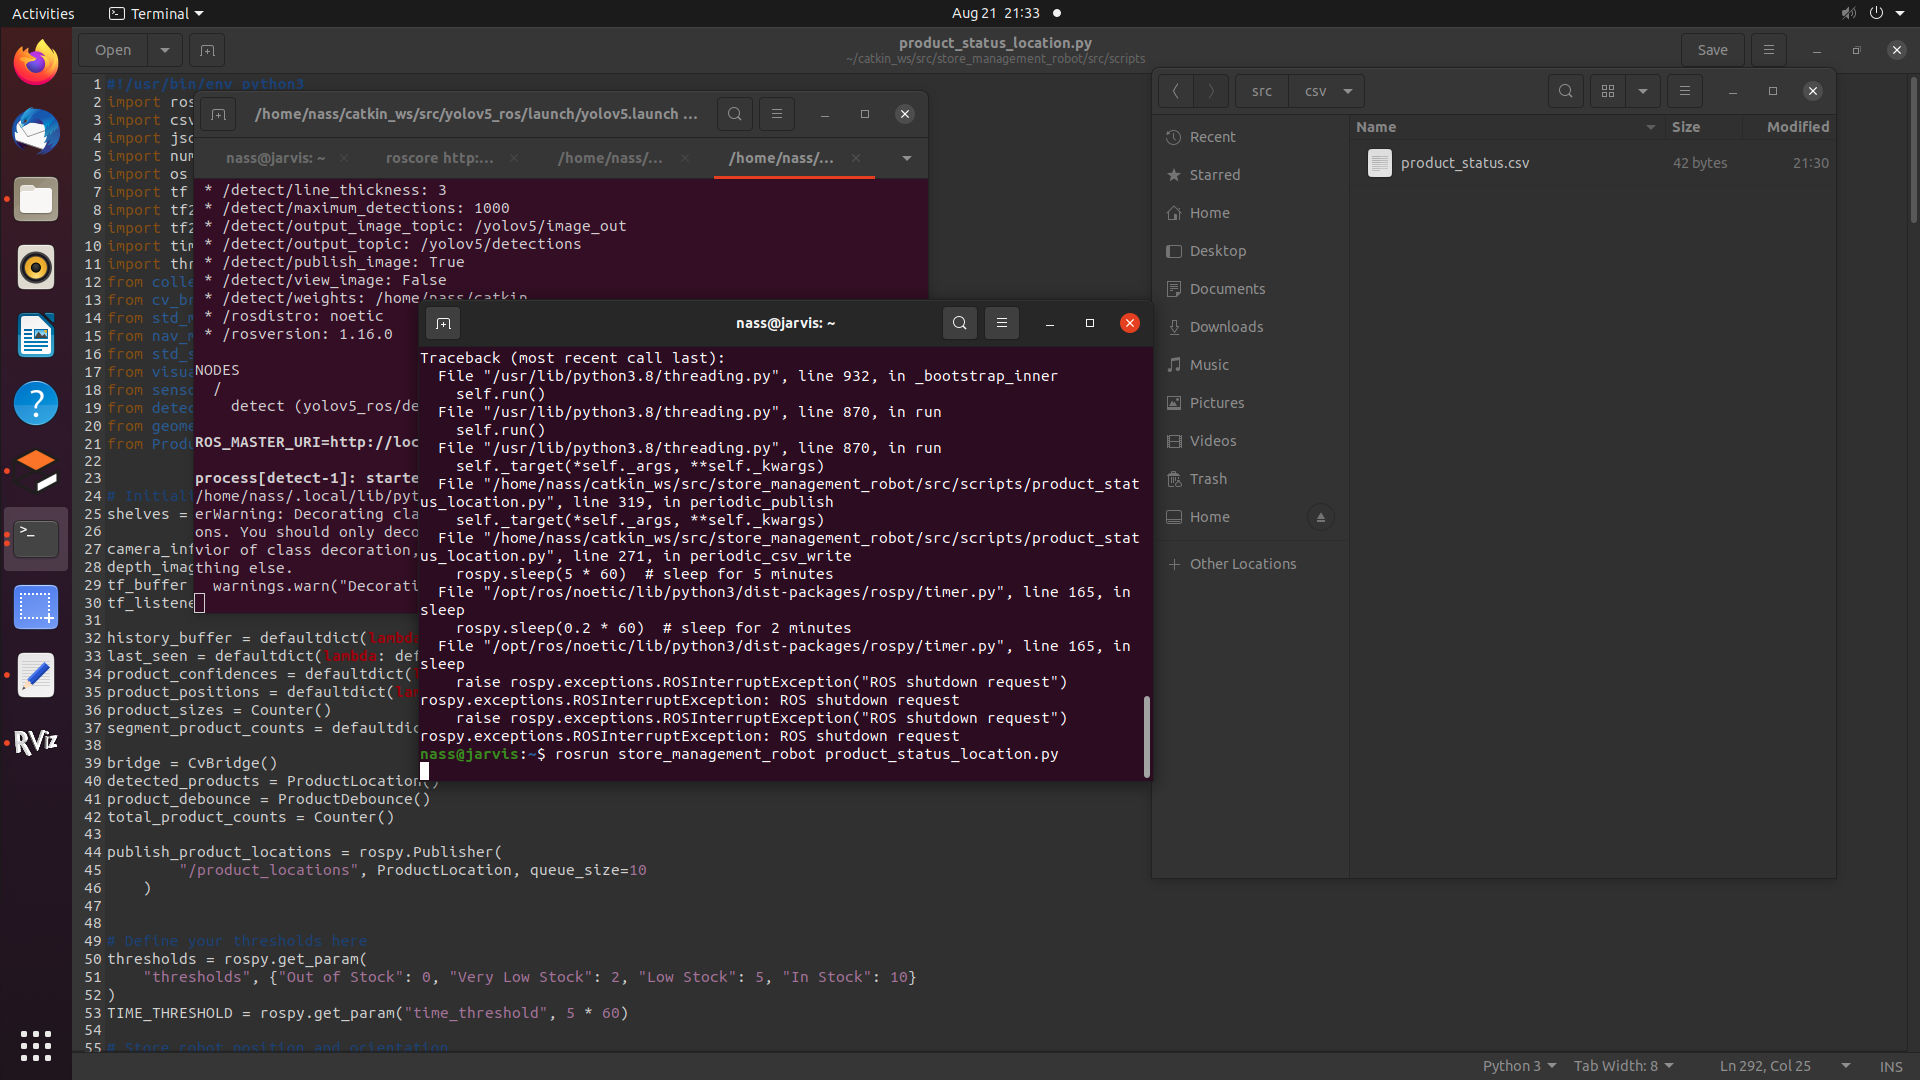 Activities
Terminal
Aug 21 21:33
Open
product_status_location.py
~/catkin_ws/src/store_management_robot/src/scripts
Save
1 #!/usr/bin/env python3
2 import ros
3 import csv
4 import jso
5 import num
6 import os
7 import tf
8 import tf2
9 import tf2
10 import tim
11 import thr
12 from colle
13 from cv_br
14 from std_m
15 from nav_m
16 from std_s
17 from visua
18 from senso
19 from detec
20 from geome
21 from Produ
22
23
24 # Initiali
25 shelves =
26
27 camera_inf
28 depth_imag
29 tf_buffer
30 tf_listene
31
32 history_buffer = defaultdict(lambda
33 last_seen = defaultdict(lambda: def
34 product_confidences = defaultdict(
35 product_positions = defaultdict(la
36 product_sizes = Counter()
37 segment_product_counts = defaultdic
38
39 bridge = CvBridge()
40 detected_products = ProductLocation()
41 product_debounce = ProductDebounce()
42 total_product_counts = Counter()
43
44 publish_product_locations = rospy.Publisher(
45 "/product_locations", ProductLocation, queue_size=10
46 )
47
48
49 # Define your thresholds here
50 thresholds = rospy.get_param(
51 "thresholds", {"Out of Stock": 0, "Very Low Stock": 2, "Low Stock": 5, "In Stock": 10}
52 )
53 TIME_THRESHOLD = rospy.get_param("time_threshold", 5 * 60)
54
55 # Store robot position and orientation
/home/nass/catkin_ws/src/yolov5_ros/launch/yolov5.launch ...
nass@jarvis: ~
roscore http:...
/home/nass/...
/home/nass/...
* /detect/line_thickness: 3
* /detect/maximum_detections: 1000
* /detect/output_image_topic: /yolov5/image_out
* /detect/output_topic: /yolov5/detections
* /detect/publish_image: True
* /detect/view_image: False
* /detect/weights: /home/nass/catkin
* /rosdistro: noetic
* /rosversion: 1.16.0
NODES
/
detect (yolov5_ros/de
ROS_MASTER_URI=http://loc
process[detect-1]: starte
/home/nass/.local/lib/pyt
erWarning: Decorating cla
ons. You should only deco
vior of class decoration,
thing else.
warnings.warn("Decorati
nass@jarvis: ~
Traceback (most recent call last):
File "/usr/lib/python3.8/threading.py", line 932, in _bootstrap_inner
self.run()
File "/usr/lib/python3.8/threading.py", line 870, in run
self.run()
File "/usr/lib/python3.8/threading.py", line 870, in run
self._target(*self._args, **self._kwargs)
File "/home/nass/catkin_ws/src/store_management_robot/src/scripts/product_stat
us_location.py", line 319, in periodic_publish
self._target(*self._args, **self._kwargs)
File "/home/nass/catkin_ws/src/store_management_robot/src/scripts/product_stat
us_location.py", line 271, in periodic_csv_write
rospy.sleep(5 * 60) # sleep for 5 minutes
File "/opt/ros/noetic/lib/python3/dist-packages/rospy/timer.py", line 165, in
sleep
rospy.sleep(0.2 * 60) # sleep for 2 minutes
File "/opt/ros/noetic/lib/python3/dist-packages/rospy/timer.py", line 165, in
sleep
raise rospy.exceptions.ROSInterruptException("ROS shutdown request")
rospy.exceptions.ROSInterruptException: ROS shutdown request
raise rospy.exceptions.ROSInterruptException("ROS shutdown request")
rospy.exceptions.ROSInterruptException: ROS shutdown request
nass@jarvis:~$ rosrun store_management_robot product_status_location.py
src
csv
Name
Size
Modified
product_status.csv
42 bytes
21:30
Recent
Starred
Home
Desktop
Documents
Downloads
Music
Pictures
Videos
Trash
Home
Other Locations
RViz
Python 3
Tab Width: 8
Ln 292, Col 25
INS